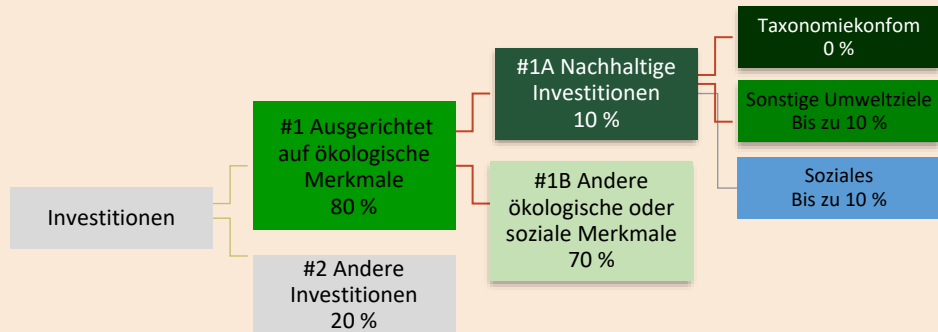 Investitionen
#1 Ausgerichtet
auf ökologische
Merkmale
80 %
#2 Andere
Investitionen
20 %
#1A Nachhaltige
Investitionen
10 %
#1B Andere
ökologische oder
soziale Merkmale
70 %
Taxonomiekonfom
0 %
Sonstige Umweltziele
Bis zu 10 %
Soziales
Bis zu 10 %